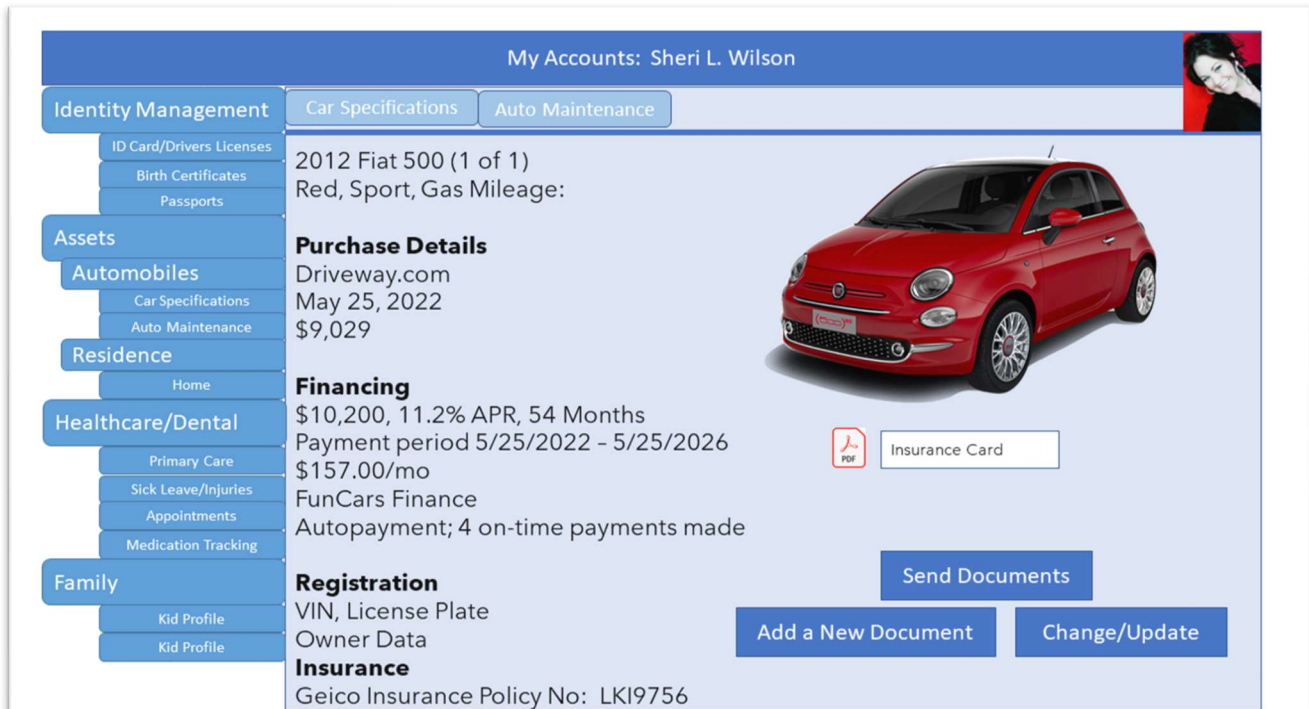 My Accounts: Sheri L. Wilson
Identity Management
ID Card/Drivers Licenses
Birth Certificates
Passports
Assets
Automobiles
Car Specifications
Auto Maintenance
Residence
Home
Healthcare/Dental
Primary Care
Sick Leave/Injuries
Appointments
Medication Tracking
Family
Kid Profile
Kid Profile
Car Specifications
Auto Maintenance
2012 Fiat 500 (1 of 1)
Red, Sport, Gas Mileage:
Purchase Details
Driveway.com
May 25, 2022
$9,029
Financing
$10,200, 11.2% APR, 54 Months
Payment period 5/25/2022 – 5/25/2026
$157.00/mo
FunCars Finance
Autopayment; 4 on-time payments made
Registration
VIN, License Plate
Owner Data
Insurance
Geico Insurance Policy No: LKI9756
PDF
Insurance Card
Send Documents
Add a New Document
Change/Update